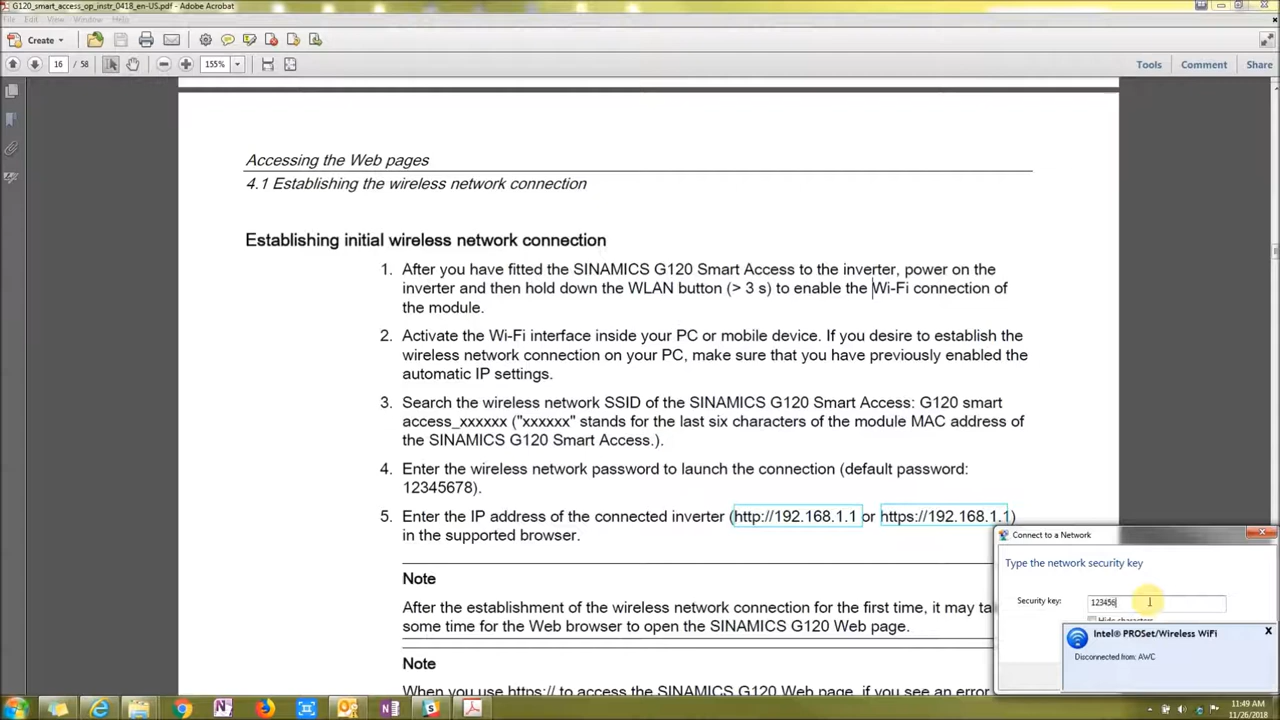 G120_smart_access_op_instr_0418_en-US.pdf - Adobe Acrobat
File Edit View Window Help
Create
16 / 58
155%
Tools
Comment
Share
Accessing the Web pages
4.1 Establishing the wireless network connection
Establishing initial wireless network connection
1. After you have fitted the SINAMICS G120 Smart Access to the inverter, power on the
inverter and then hold down the WLAN button (> 3 s) to enable the Wi-Fi connection of
the module.
2. Activate the Wi-Fi interface inside your PC or mobile device. If you desire to establish the
wireless network connection on your PC, make sure that you have previously enabled the
automatic IP settings.
3. Search the wireless network SSID of the SINAMICS G120 Smart Access: G120 smart
access_xxxxxx ("xxxxxx" stands for the last six characters of the module MAC address of
the SINAMICS G120 Smart Access.).
4. Enter the wireless network password to launch the connection (default password:
12345678).
5. Enter the IP address of the connected inverter (http://192.168.1.1 or https://192.168.1.1)
in the supported browser.
Note
After the establishment of the wireless network connection for the first time, it may ta
some time for the Web browser to open the SINAMICS G120 Web page.
Note
When you use https:// to access the SINAMICS G120 Web page, if you see an error
Connect to a Network
Type the network security key
Security key: 123456
Hide characters
Intel® PROSet/Wireless WiFi
Disconnected from: AWC
11:49 AM
11/26/2018